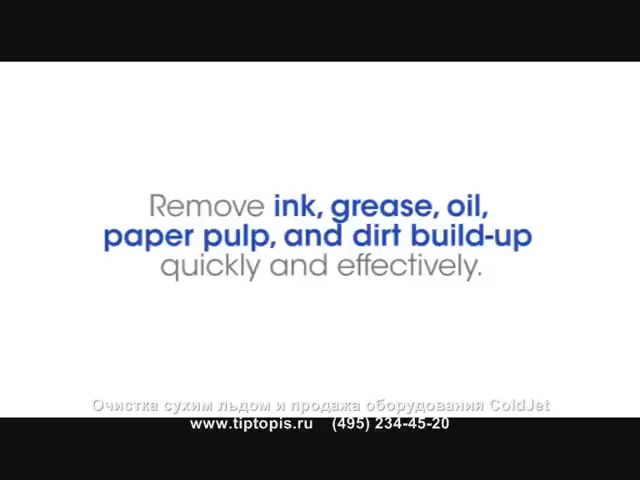 Remove ink, grease, oil,
paper pulp, and dirt build-up
quickly and effectively.
Очистка сухим льдом и продажа оборудования ColdJet
www.tiptopis.ru (495) 234-45-20